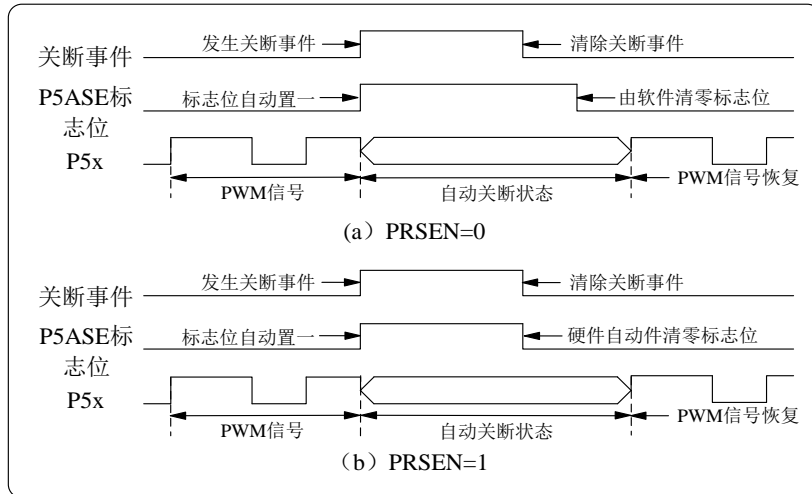 发生关断事件
清除关断事件
关断事件
P5ASE标志位
标志位自动置一
由软件清零标志位
P5x
PWM信号
自动关断状态
PWM信号恢复
(a）PRSEN=0
发生关断事件
清除关断事件
关断事件
P5ASE标志位
标志位自动置一
硬件自动件清零标志位
P5x
PWM信号
自动关断状态
PWM信号恢复
（b）PRSEN=1